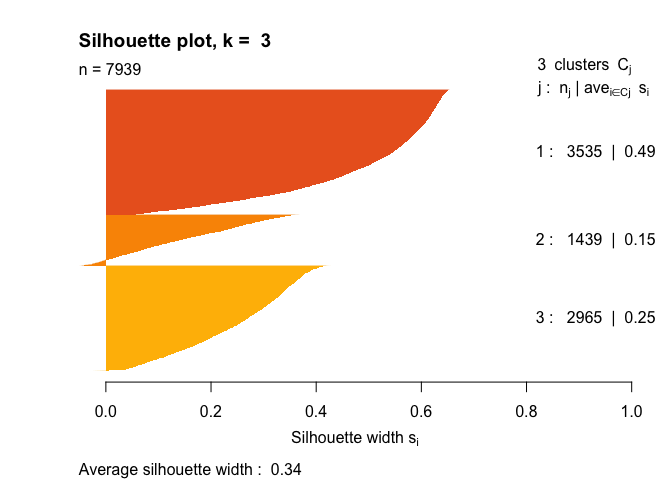 Silhouette plot, k = 3
n = 7939
3 clusters Cj
j : nj | avei∈Cj si
1 : 3535 | 0.49
2 : 1439 | 0.15
3 : 2965 | 0.25
0.0 0.2 0.4 0.6 0.8 1.0
Silhouette width si
Average silhouette width : 0.34